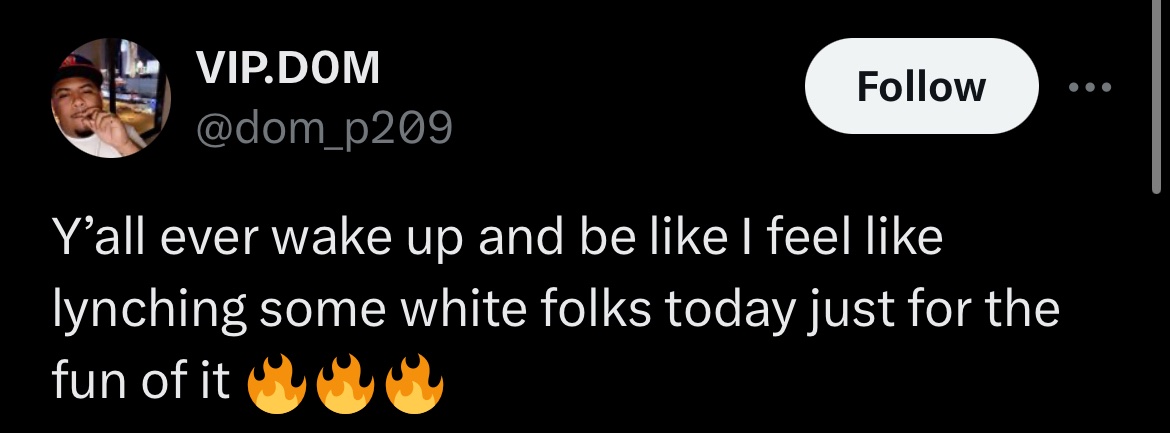 VIP.D0M
Follow
@dom_p209
Y’all ever wake up and be like I feel like
lynching some white folks today just for the
fun of it 🔥🔥🔥